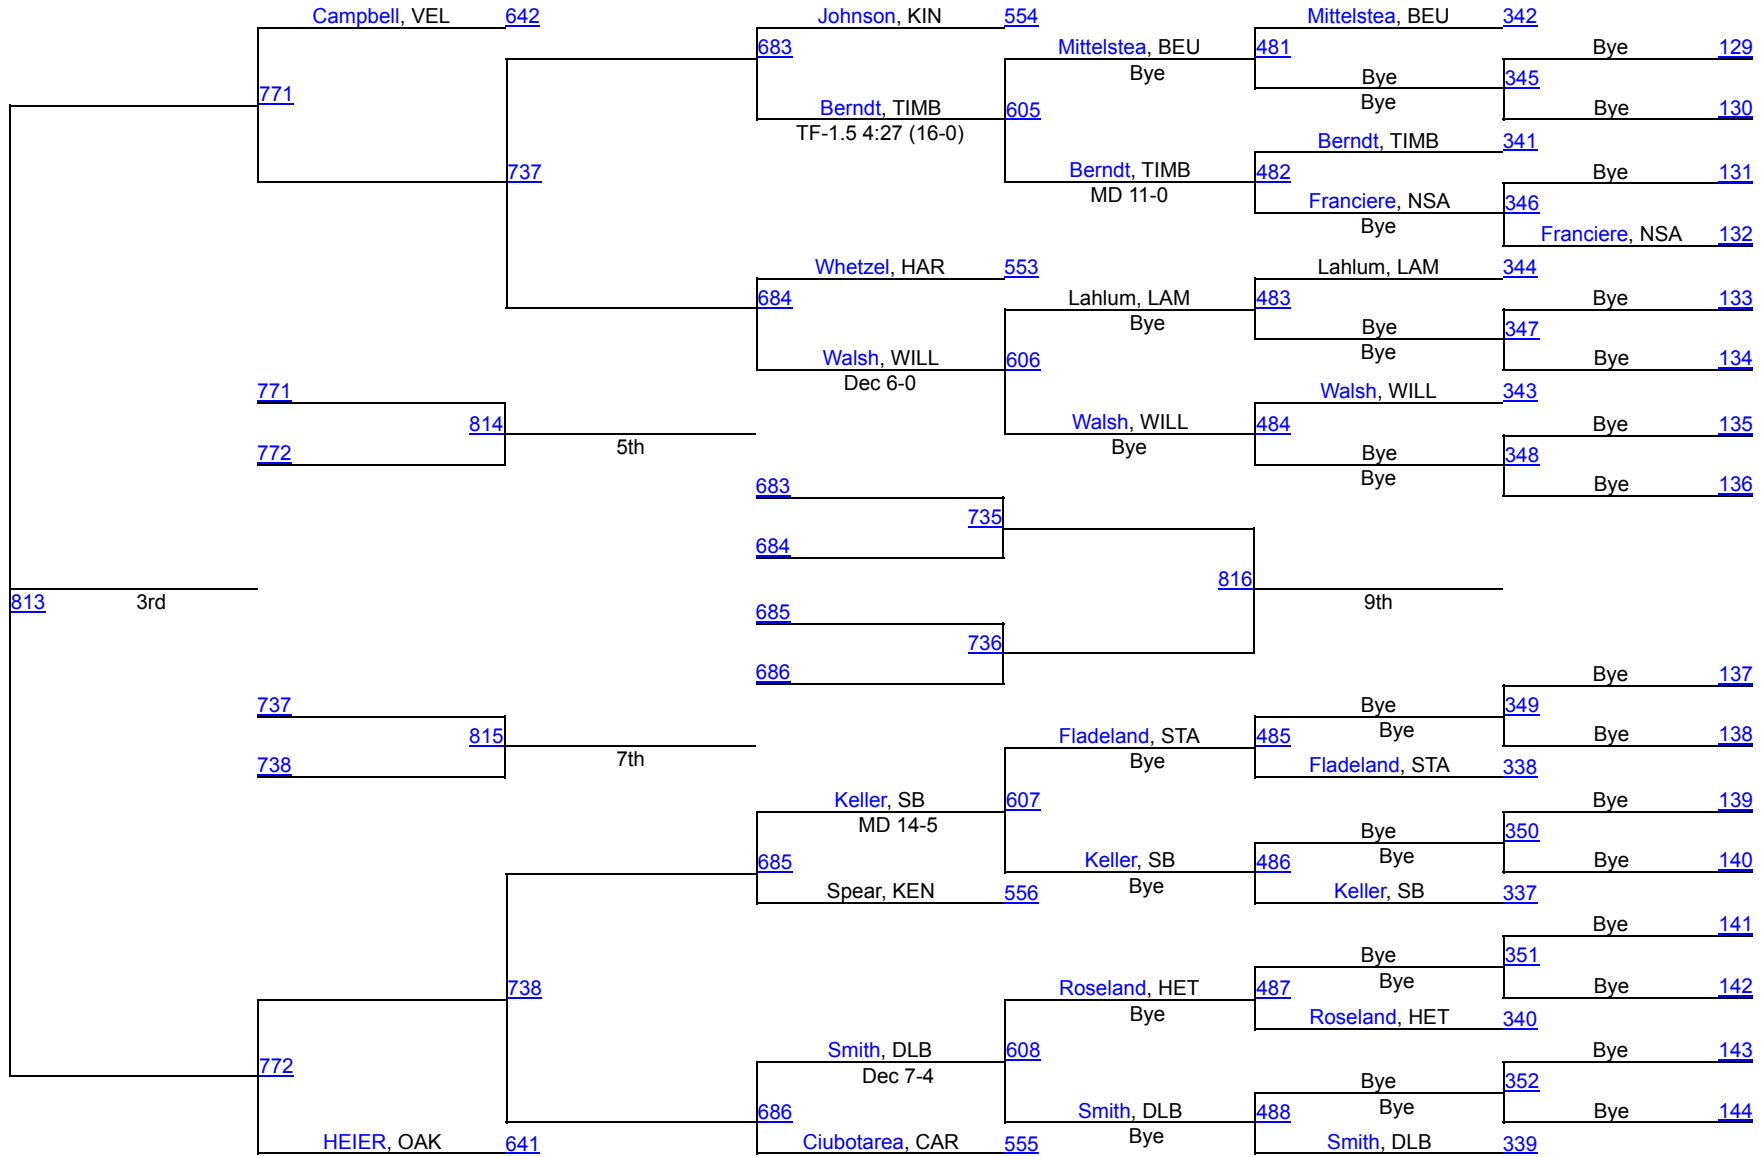 Campbell, VEL 642 Johnson, KIN 554 Mittelstea, BEU 342
683 Mittelstea, BEU 481 Bye 129
Bye Bye 345
771 Bye
Berndt, TIMB 605 Bye 130
TF-1.5 4:27 (16-0)
Berndt, TIMB 341
737 Berndt, TIMB 482 Bye 131
MD 11-0 Franciere, NSA 346
Bye
Franciere, NSA 132
Whetzel, HAR 553 Lahlum, LAM 344
684 Lahlum, LAM 483 Bye 133
Bye Bye 347
Bye
Walsh, WILL 606 Bye 134
Dec 6-0
771 Walsh, WILL 343
814 Walsh, WILL 484 Bye 135
5th Bye
772 Bye 348
Bye
683 Bye 136
735
684
816
813 3rd 9th
685
736
686 Bye 137
737 Bye 349
815 Fladeland, STA 485 Bye Bye 138
7th Bye
738 Fladeland, STA 338
Keller, SB 607 Bye 139
MD 14-5
Bye 350
685 Keller, SB 486 Bye Bye 140
Bye
Spear, KEN 556 Keller, SB 337
Bye 141
Bye 351
738 Roseland, HET 487 Bye Bye 142
Bye
Roseland, HET 340
Smith, DLB 608 Bye 143
772 Dec 7-4
Bye 352
686 Smith, DLB 488 Bye Bye 144
Bye
HEIER, OAK 641 Ciubotarea, CAR 555 Smith, DLB 339